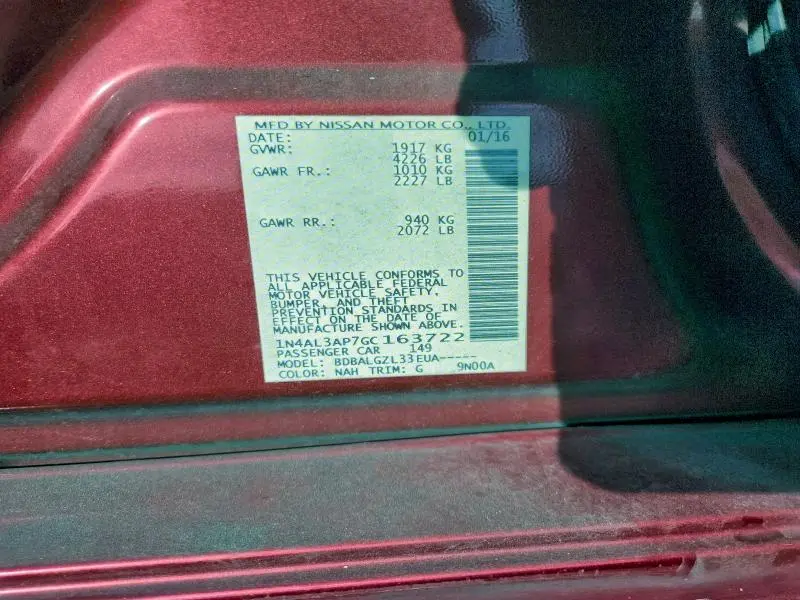 MFD BY NISSAN MOTOR CO., LTD.
DATE: 01/16
GVWR: 1917 KG
4226 LB
GAWR FR.: 1010 KG
2227 LB
GAWR RR.: 940 KG
2072 LB
THIS VEHICLE CONFORMS TO
ALL APPLICABLE FEDERAL
MOTOR VEHICLE SAFETY,
BUMPER, AND THEFT
PREVENTION STANDARDS IN
EFFECT ON THE DATE OF
MANUFACTURE SHOWN ABOVE.
1N4AL3AP7GC163722
PASSENGER CAR 149
MODEL: BDBALGZL33EUA-----
COLOR: NAH TRIM: G 9N00A